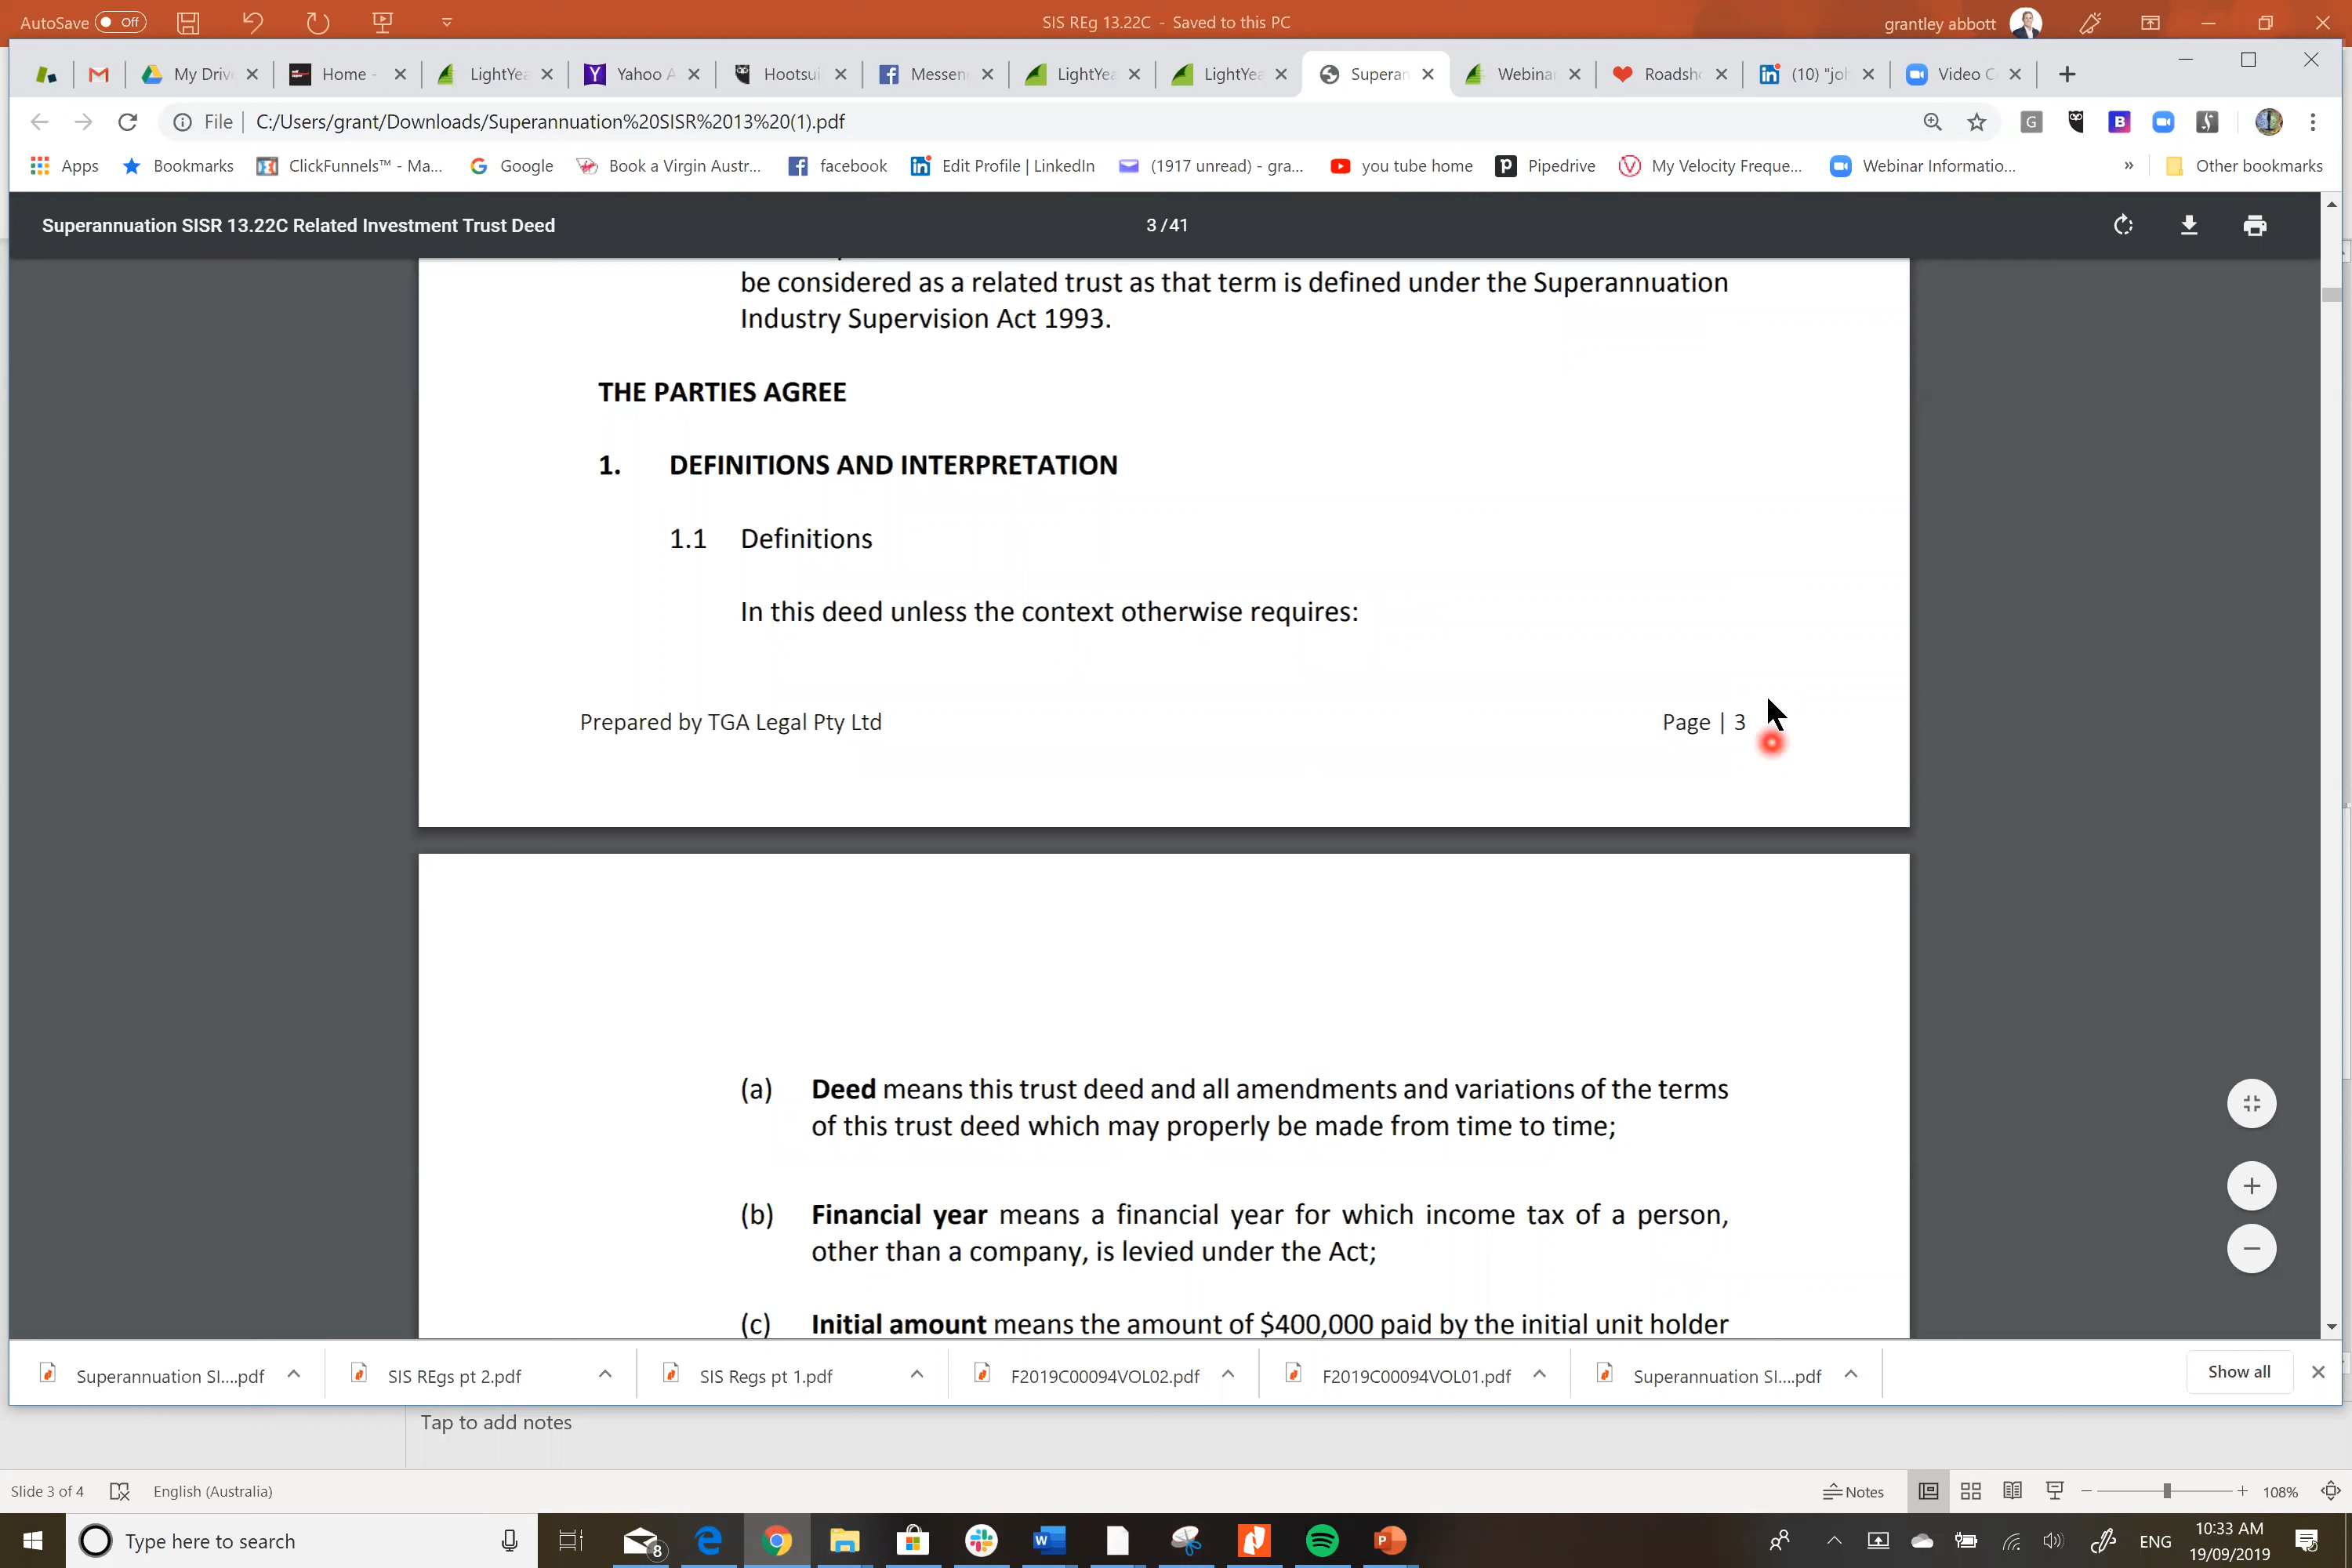 AutoSave Off
SIS REg 13.22C - Saved to this PC
grantley abbott
My Driv
Home -
LightYea
Yahoo A
Hootsui
Messen
LightYea
LightYea
Superan
Webinar
Roadsho
(10) "joh
Video C
File
C:/Users/grant/Downloads/Superannuation%20SISR%2013%20(1).pdf
Apps
Bookmarks
ClickFunnels™ - Ma...
Google
Book a Virgin Austr...
facebook
Edit Profile | LinkedIn
(1917 unread) - gra...
you tube home
Pipedrive
My Velocity Freque...
Webinar Informatio...
»
Other bookmarks
Superannuation SISR 13.22C Related Investment Trust Deed
3 / 41
be considered as a related trust as that term is defined under the Superannuation
Industry Supervision Act 1993.
THE PARTIES AGREE
1. DEFINITIONS AND INTERPRETATION
1.1 Definitions
In this deed unless the context otherwise requires:
Prepared by TGA Legal Pty Ltd
Page | 3
(a) Deed means this trust deed and all amendments and variations of the terms
of this trust deed which may properly be made from time to time;
(b) Financial year means a financial year for which income tax of a person,
other than a company, is levied under the Act;
(c) Initial amount means the amount of $400,000 paid by the initial unit holder
Superannuation SI....pdf
SIS REgs pt 2.pdf
SIS Regs pt 1.pdf
F2019C00094VOL02.pdf
F2019C00094VOL01.pdf
Superannuation SI....pdf
Show all
Tap to add notes
Slide 3 of 4
English (Australia)
Notes
108%
Type here to search
8
ENG
10:33 AM
19/09/2019